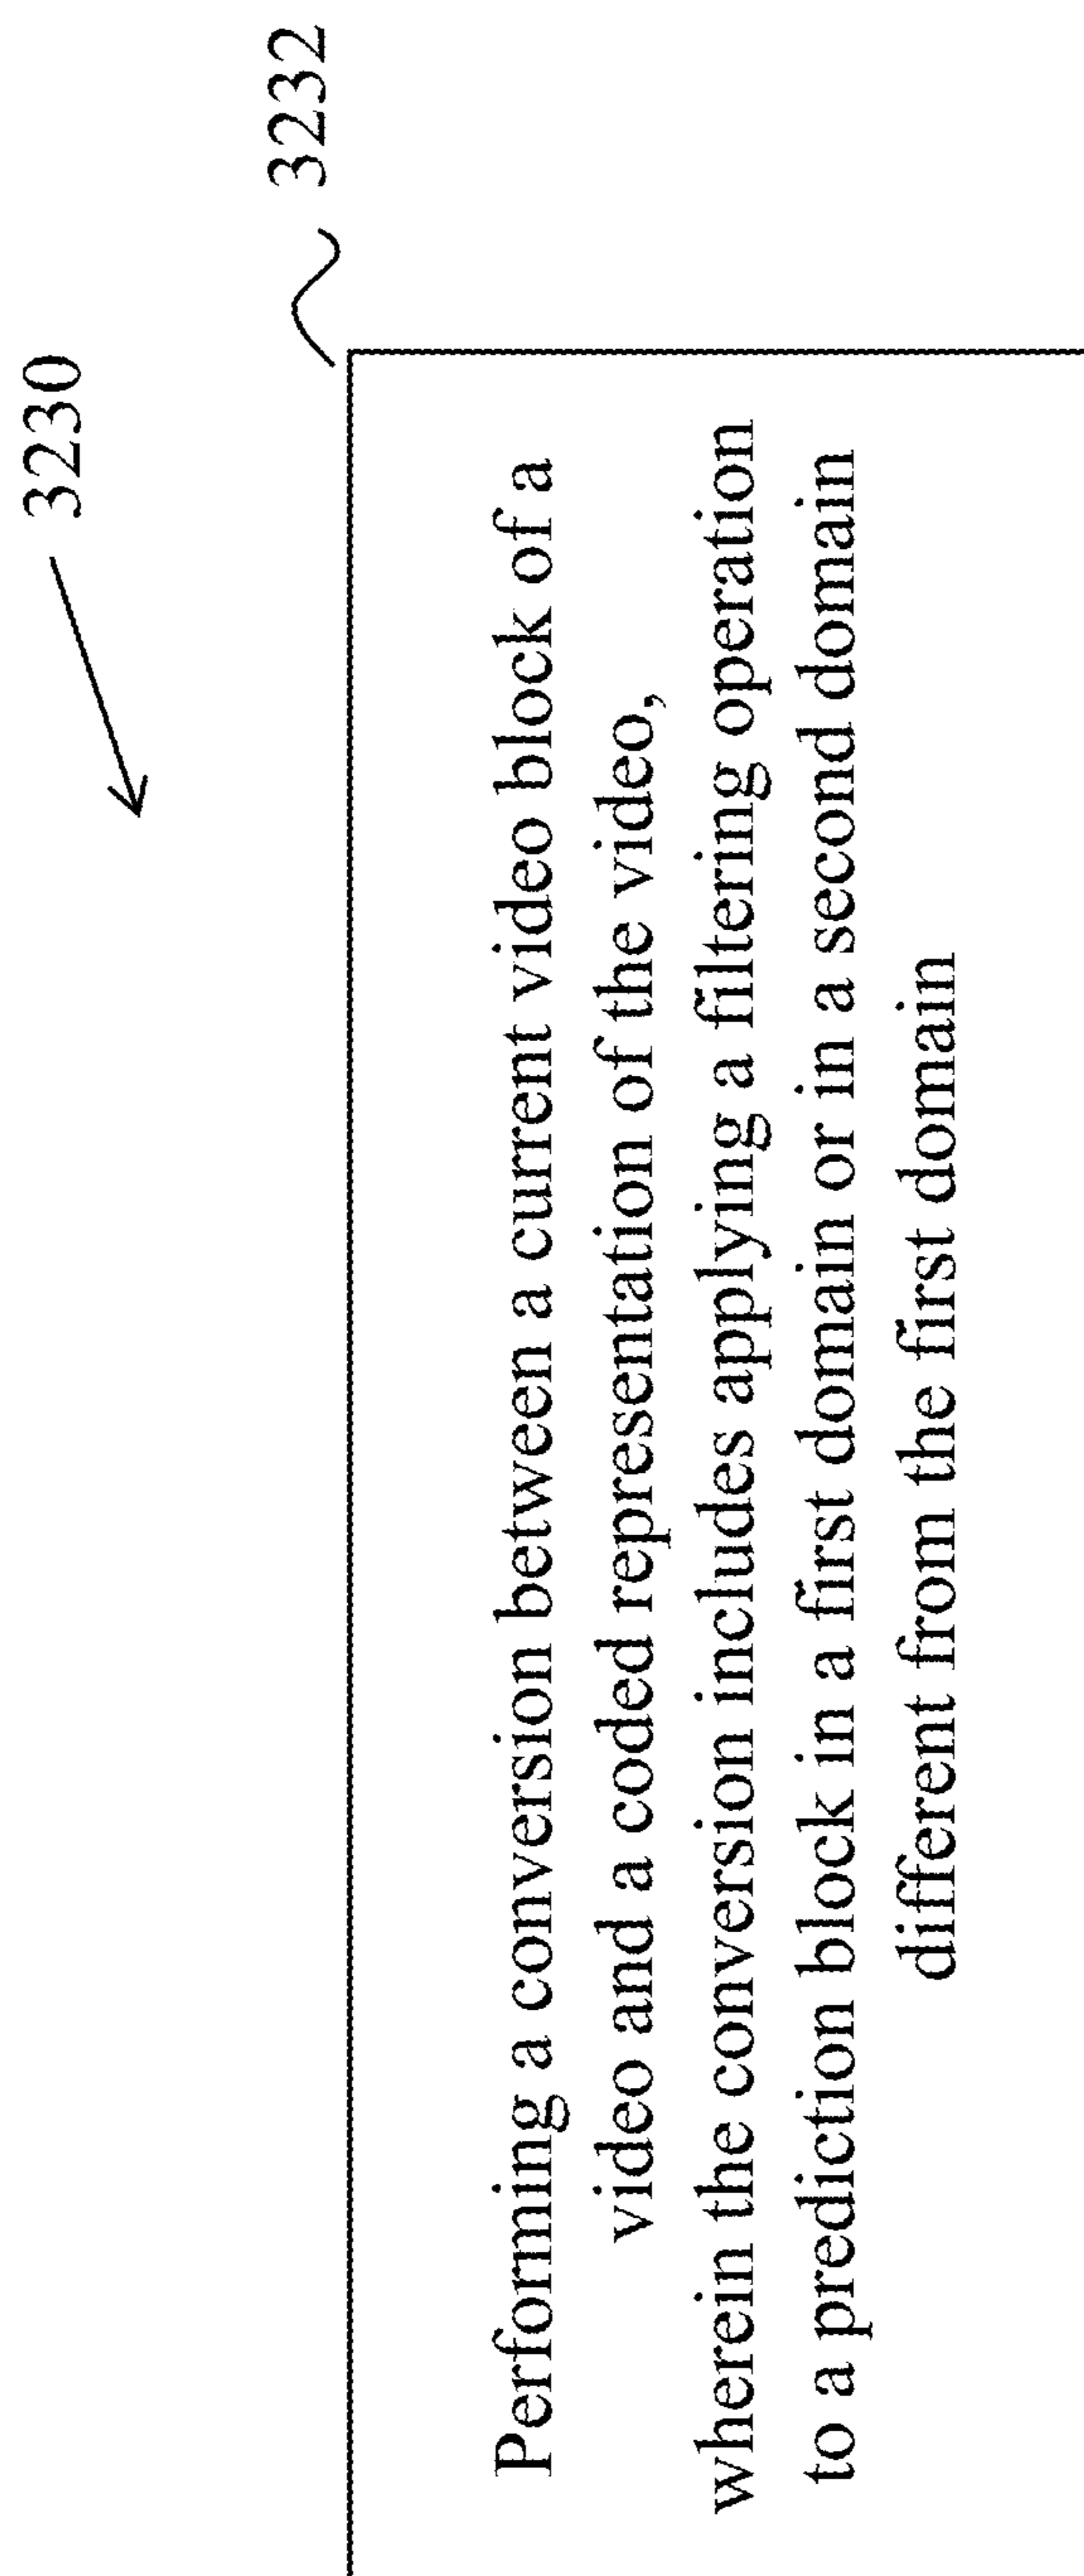 3230
3232
Performing a conversion between a current video block of a
video and a coded representation of the video,
wherein the conversion includes applying a filtering operation
to a prediction block in a first domain or in a second domain
different from the first domain